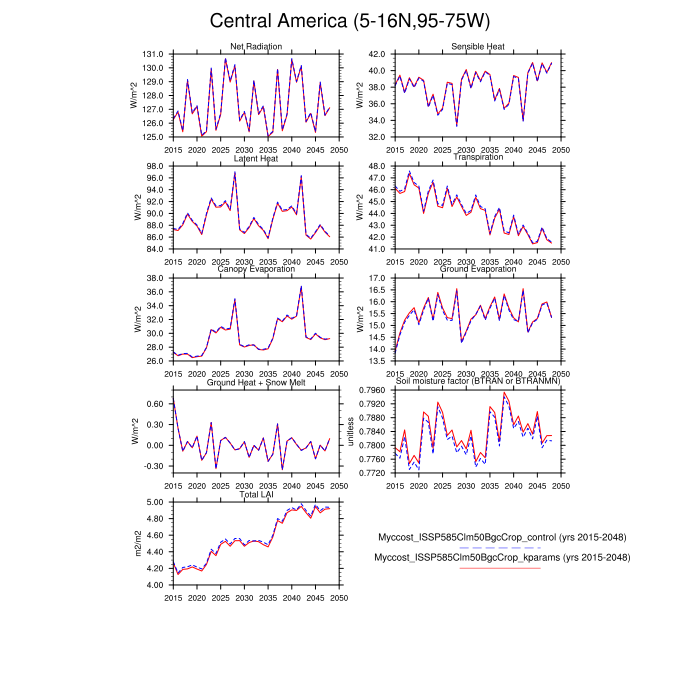 Central America (5-16N,95-75W)
Net Radiation
Sensible Heat
131.0
130.0
129.0
128.0
127.0
126.0
125.0
W/m^2
2015 2020 2025 2030 2035 2040 2045 2050
42.0
40.0
38.0
36.0
34.0
32.0
W/m^2
2015 2020 2025 2030 2035 2040 2045 2050
Latent Heat
Transpiration
98.0
96.0
94.0
92.0
90.0
88.0
86.0
84.0
W/m^2
2015 2020 2025 2030 2035 2040 2045 2050
48.0
47.0
46.0
45.0
44.0
43.0
42.0
41.0
W/m^2
2015 2020 2025 2030 2035 2040 2045 2050
Canopy Evaporation
Ground Evaporation
38.0
36.0
34.0
32.0
30.0
28.0
26.0
W/m^2
2015 2020 2025 2030 2035 2040 2045 2050
17.0
16.5
16.0
15.5
15.0
14.5
14.0
13.5
W/m^2
2015 2020 2025 2030 2035 2040 2045 2050
Ground Heat + Snow Melt
Soil moisture factor (BTRAN or BTRANMN)
0.60
0.30
0.00
-0.30
W/m^2
2015 2020 2025 2030 2035 2040 2045 2050
0.7960
0.7920
0.7880
0.7840
0.7800
0.7760
0.7720
unitless
2015 2020 2025 2030 2035 2040 2045 2050
Total LAI
5.00
4.80
4.60
4.40
4.20
4.00
m2/m2
2015 2020 2025 2030 2035 2040 2045 2050
Myccost_ISSP585Clm50BgcCrop_control (yrs 2015-2048)
Myccost_ISSP585Clm50BgcCrop_kparams (yrs 2015-2048)